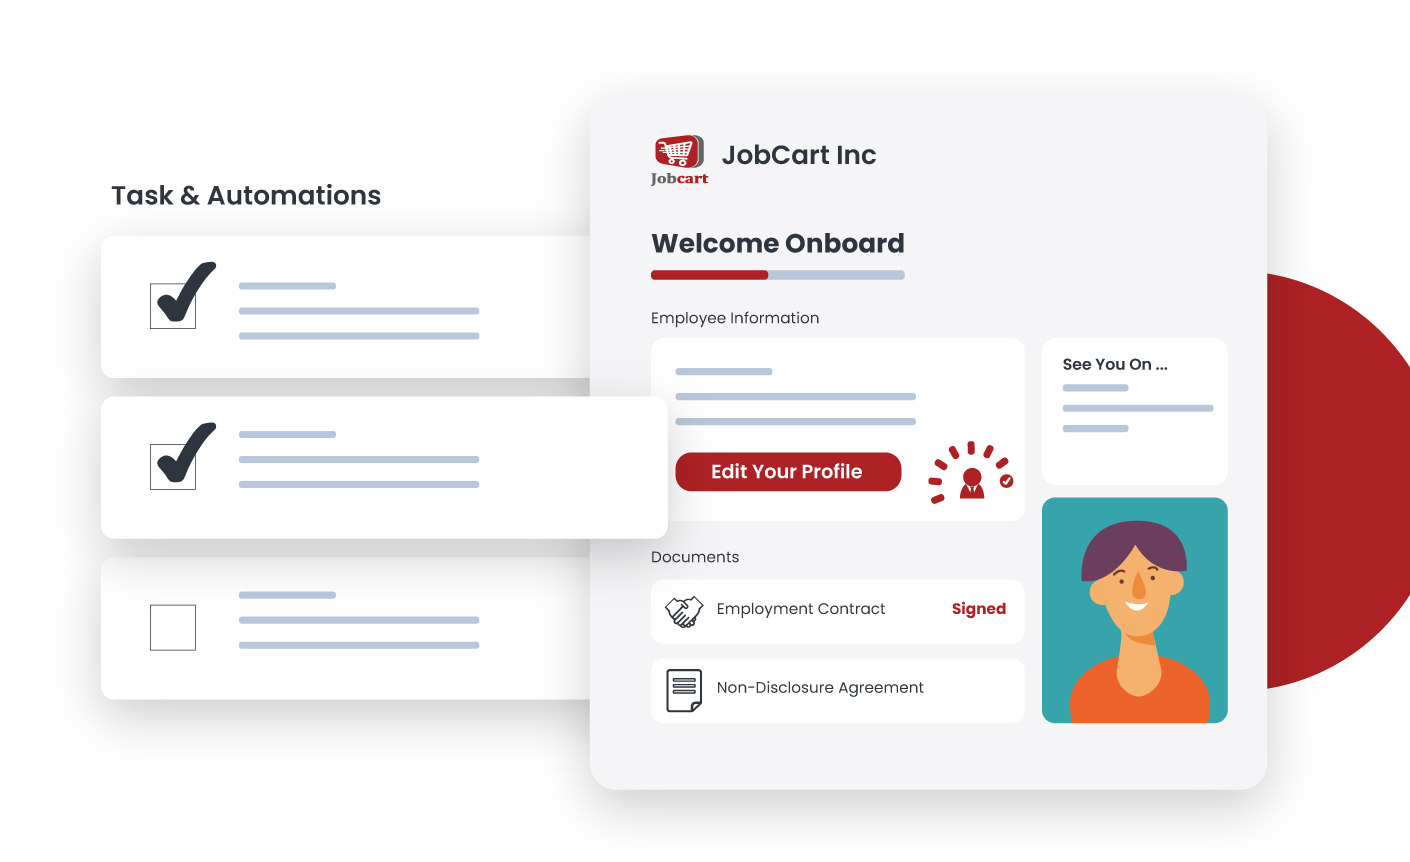 Task & Automations
Jobcart
JobCart Inc
Welcome Onboard
Employee Information
Edit Your Profile
See You On ...
Documents
Employment Contract
Signed
Non-Disclosure Agreement